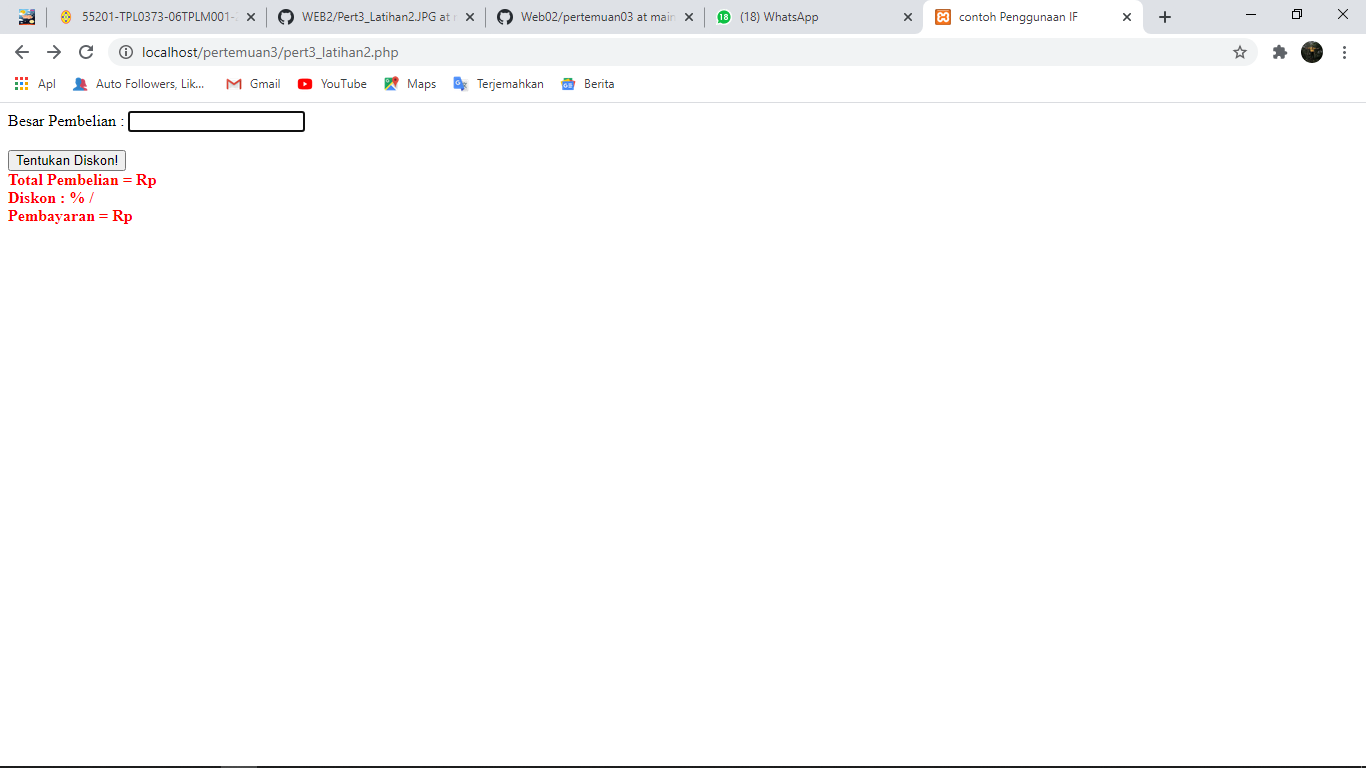 55201-TPL0373-06TPLM001-
WEB2/Pert3_Latihan2.JPG at
Web02/pertemuan03 at main
18
(18) WhatsApp
contoh Penggunaan IF
localhost/pertemuan3/pert3_latihan2.php
Apl
Auto Followers, Lik...
Gmail
YouTube
Maps
Terjemahkan
Berita
Besar Pembelian :
Tentukan Diskon!
Total Pembelian = Rp
Diskon : % /
Pembayaran = Rp